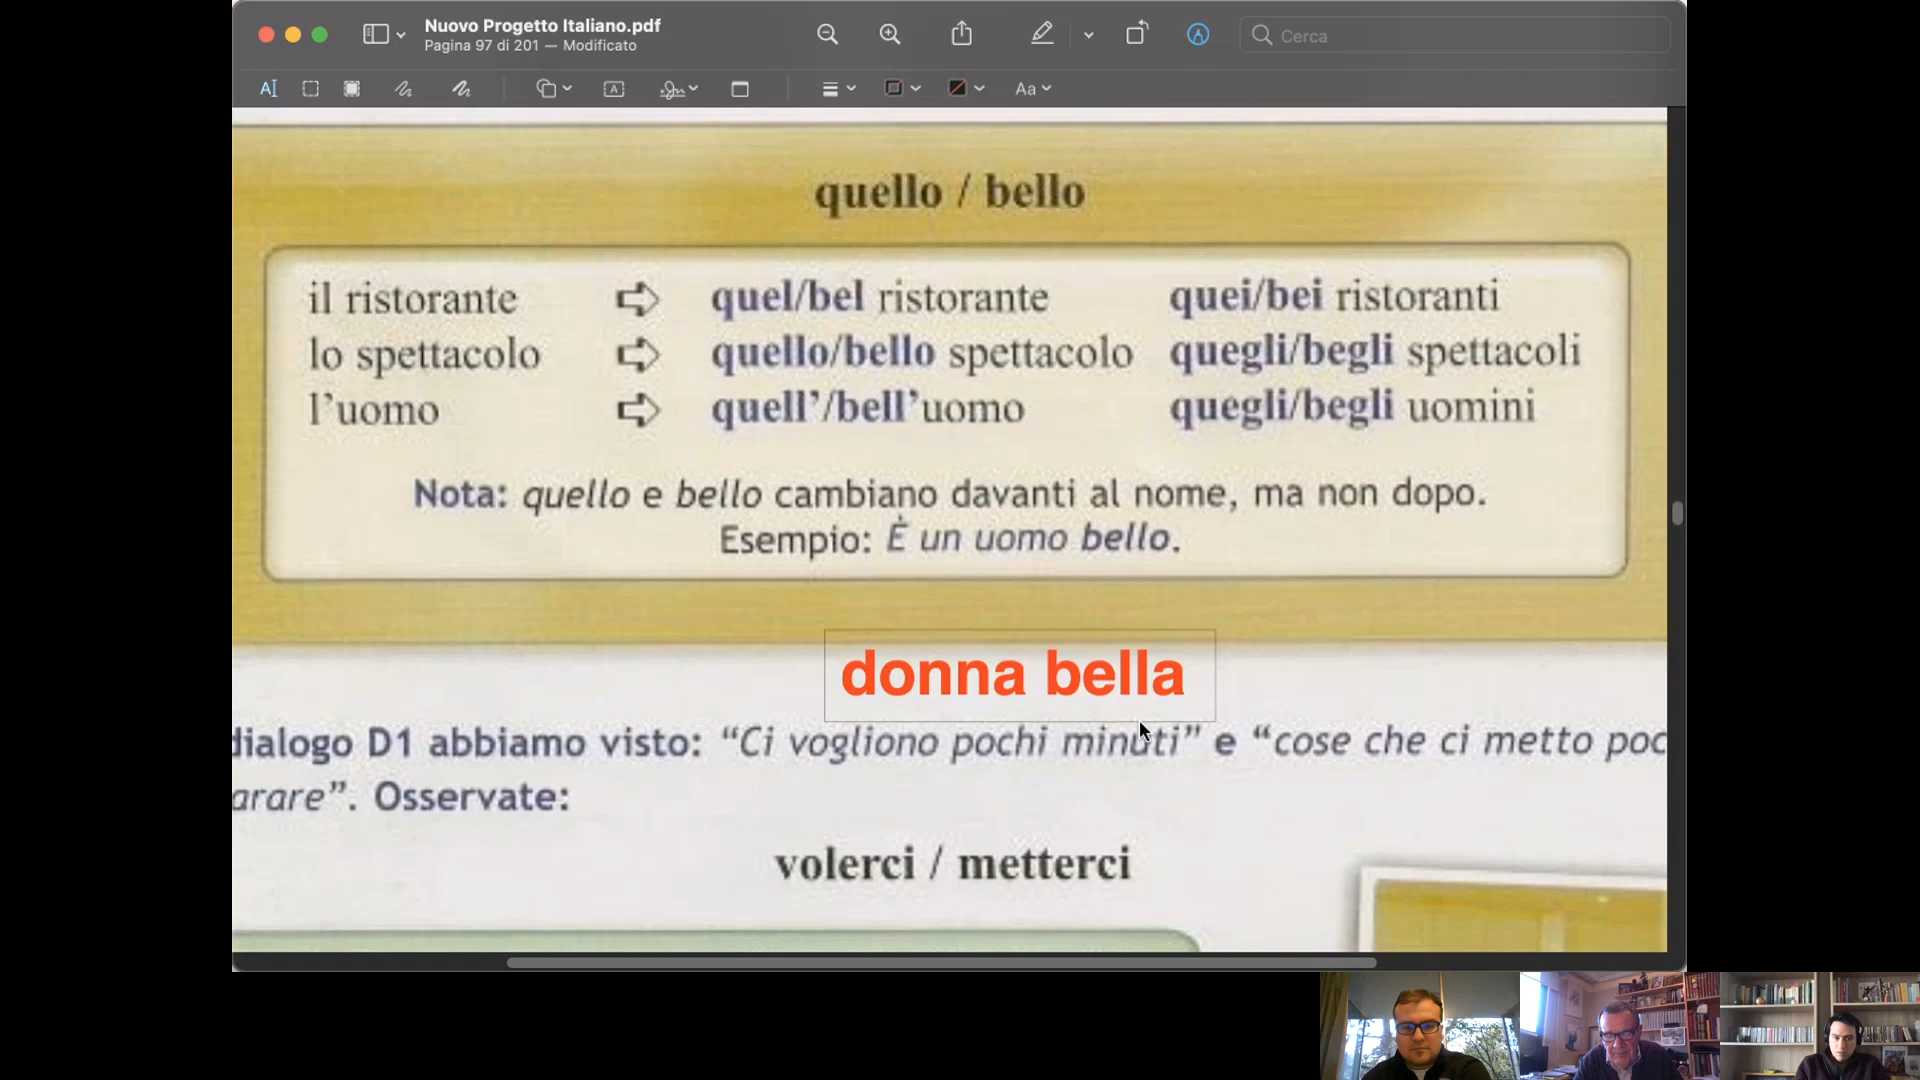 Nuovo Progetto Italiano.pdf
Pagina 97 di 201 — Modificato
Cerca
A
A
Aa
quello / bello
il ristorante ⇨ quel/bel ristorante quei/bei ristoranti
lo spettacolo ⇨ quello/bello spettacolo quegli/begli spettacoli
l'uomo ⇨ quell'/bell'uomo quegli/begli uomini
Nota: quello e bello cambiano davanti al nome, ma non dopo.
Esempio: È un uomo bello.
donna bella
dialogo D1 abbiamo visto: “Ci vogliono pochi minuti” e “cose che ci metto poc
arare”. Osservate:
volerci / metterci